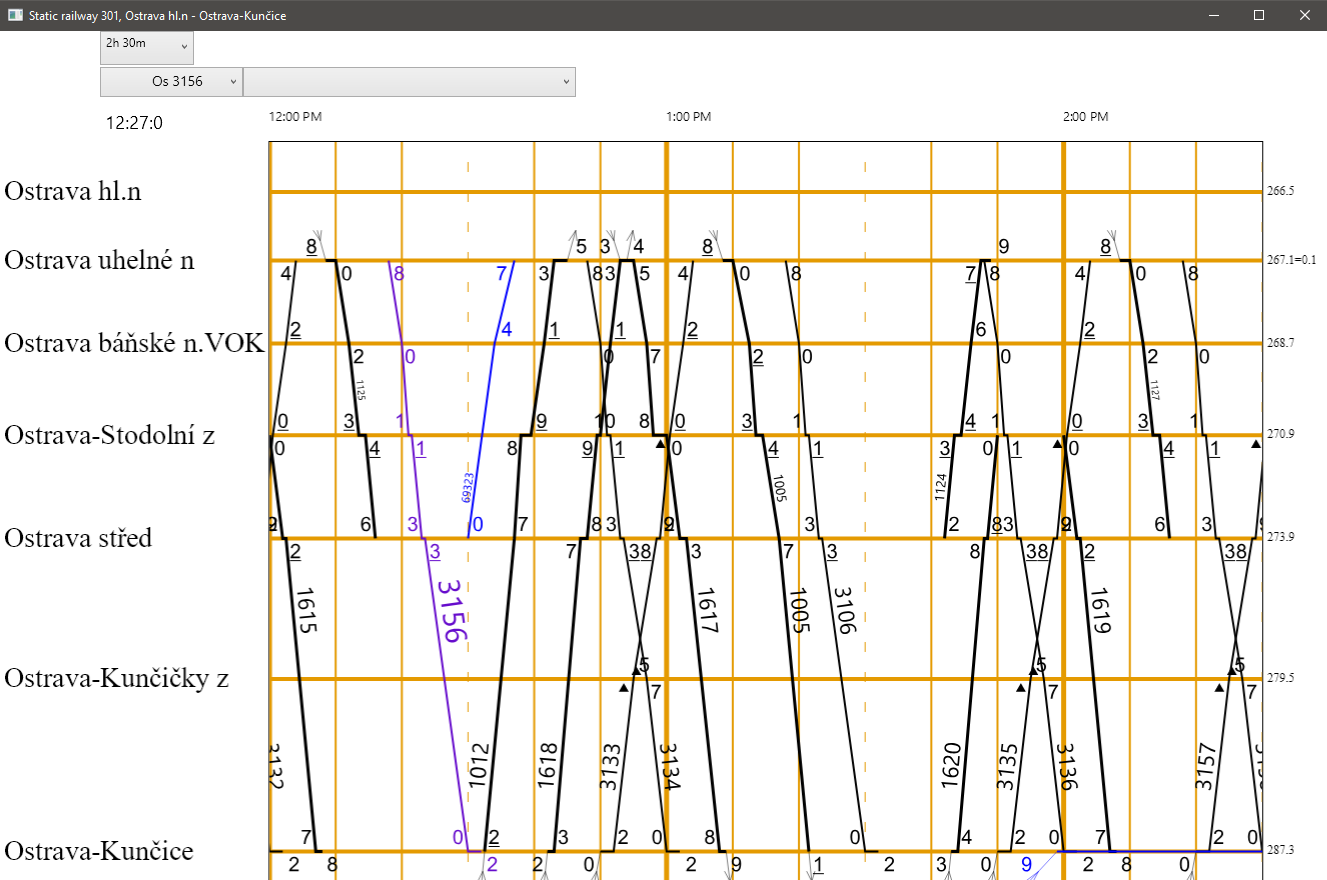 Static railway 301, Ostrava hl.n - Ostrava-Kunčice
2h 30m
Os 3156
12:27:0
12:00 PM 1:00 PM 2:00 PM
Ostrava hl.n 266.5
8 5 3 4 8 9 8
Ostrava uhelné n 267.1=0.1
4 0 8 7 3 8 3 5 4 0 8 7 8 4 0 8
2 4 1 1 2 6 2
Ostrava báňské n.VOK 268.7
2 0 0 7 2 0 0 2 0
1125 1127
0 3 1 9 10 8 0 3 1 4 1 0 3 1
Ostrava-Stodolní z 270.9
0 4 1 8 9 1 0 4 1 3 1 0 4 1
69323 1005 1124
6 3 0 7 8 3 3 2 8 3 6 3
Ostrava střed 273.9
2 3 7 3 8 3 7 3 8 3 8 2 3 8
1615 3156 1617 1005 3106 1619
5 5 5
Ostrava-Kunčičky z 279.5
7 7 7
3132 1012 1618 3133 3134 1620 3135 3136 3157
7 0 2 3 2 0 8 0 4 2 0 7 2 0
Ostrava-Kunčice 287.3
2 8 2 2 0 2 9 1 2 3 0 9 2 8 0